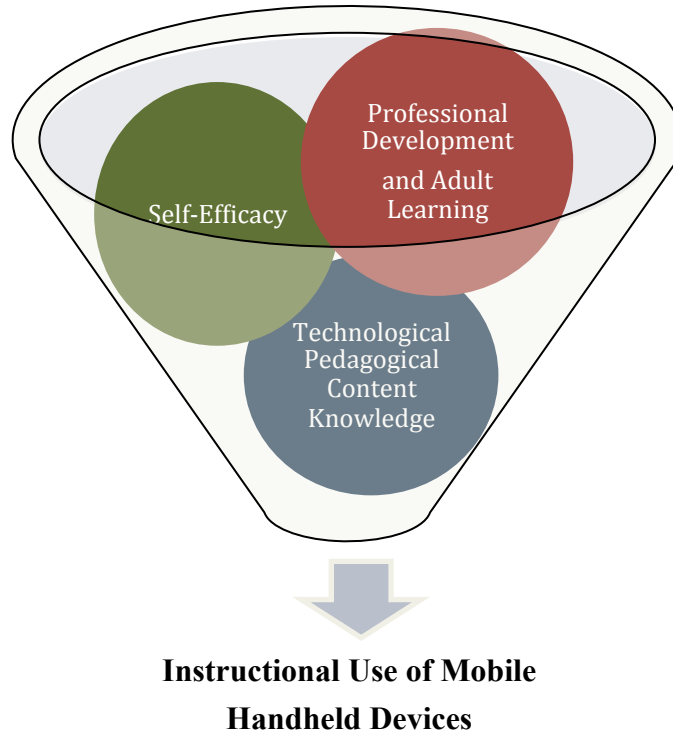 Professional
Development
and Adult
Learning
Self-Efficacy
Technological
Pedagogical
Content
Knowledge
Instructional Use of Mobile
Handheld Devices